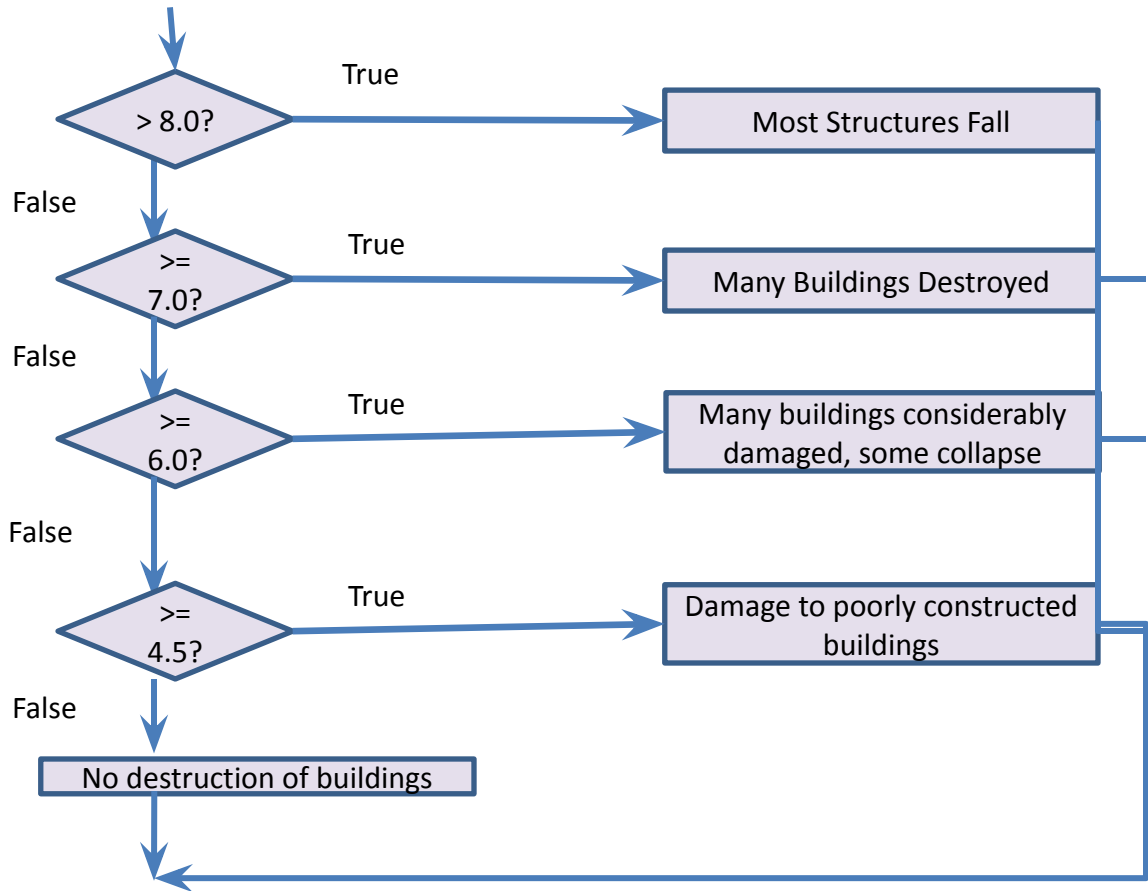 True
> 8.0?
Most Structures Fall
False
True
>=
7.0?
Many Buildings Destroyed
False
True
>=
6.0?
Many buildings considerably
damaged, some collapse
False
True
>=
4.5?
Damage to poorly constructed
buildings
False
No destruction of buildings